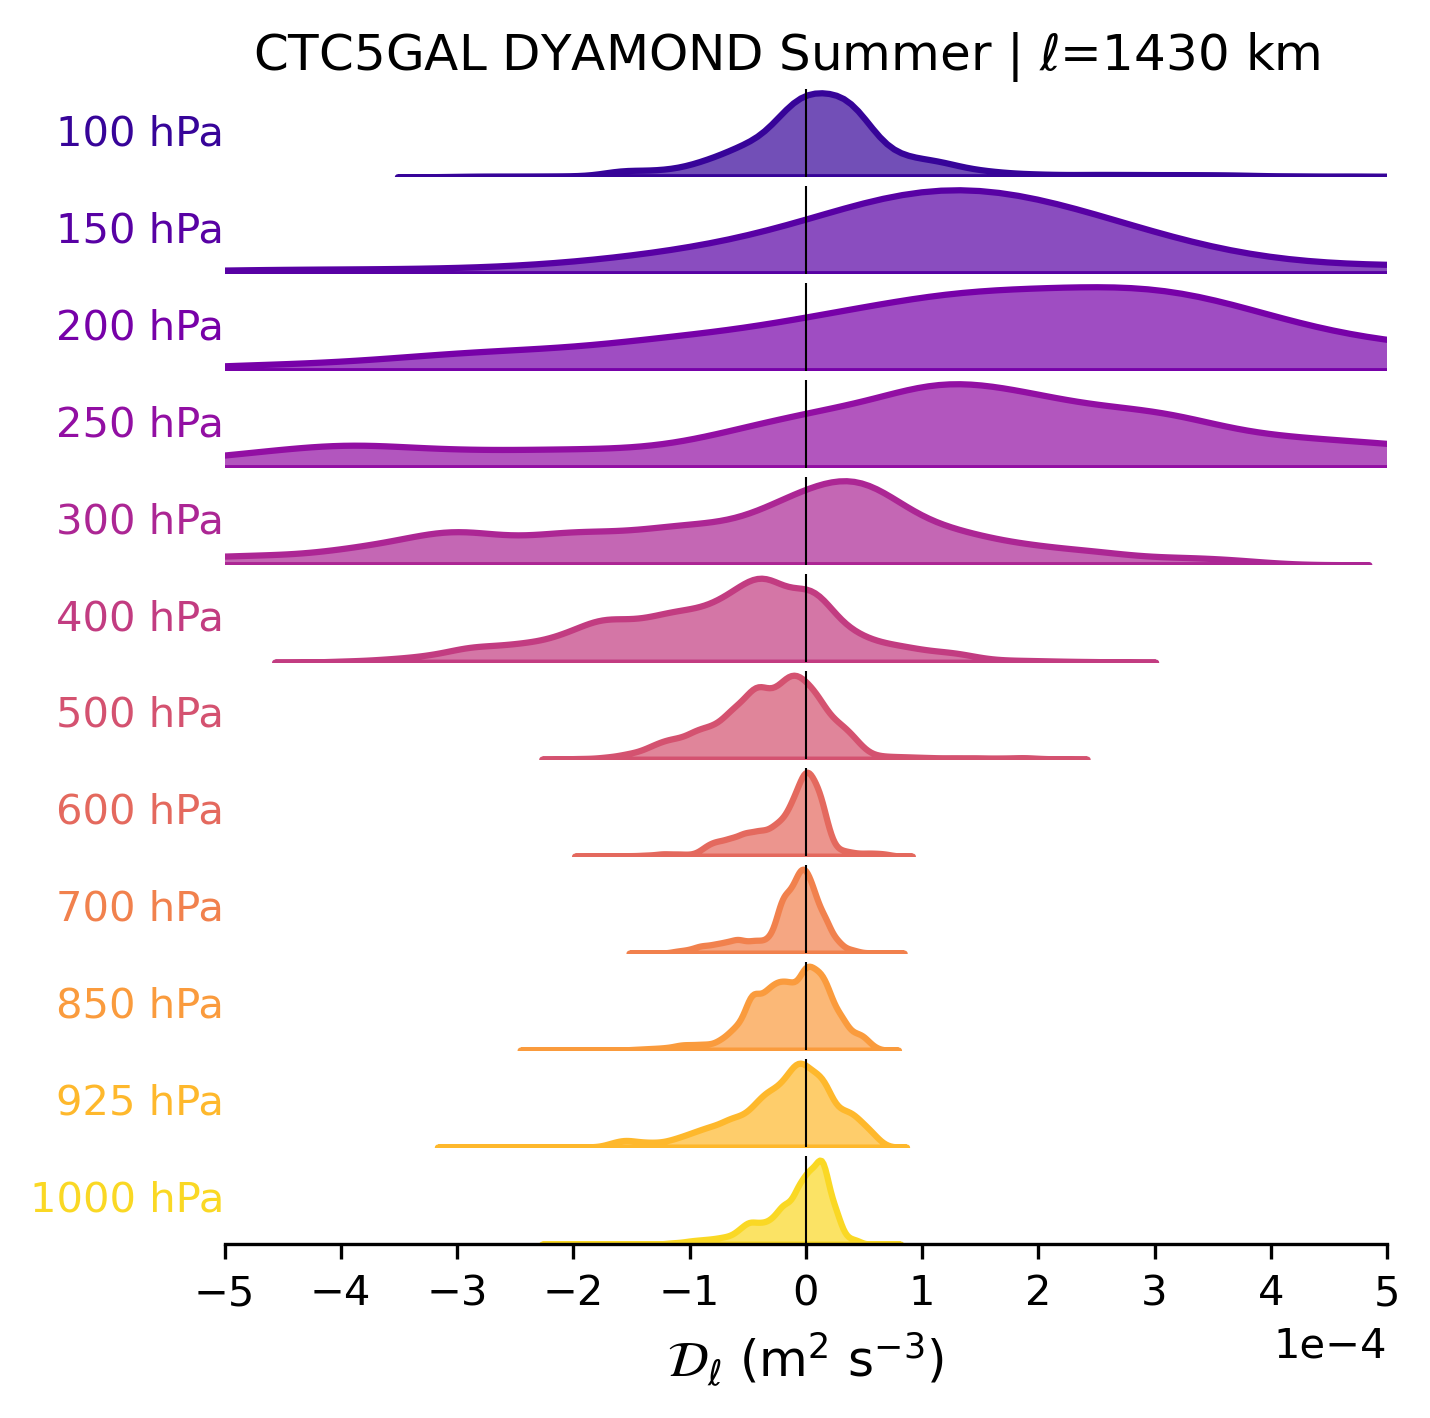 CTC5GAL DYAMOND Summer | ℓ=1430 km
100 hPa
150 hPa
200 hPa
250 hPa
300 hPa
400 hPa
500 hPa
600 hPa
700 hPa
850 hPa
925 hPa
1000 hPa
−5 −4 −3 −2 −1 0 1 2 3 4 5
1e−4
𝒟ℓ (m² s⁻³)